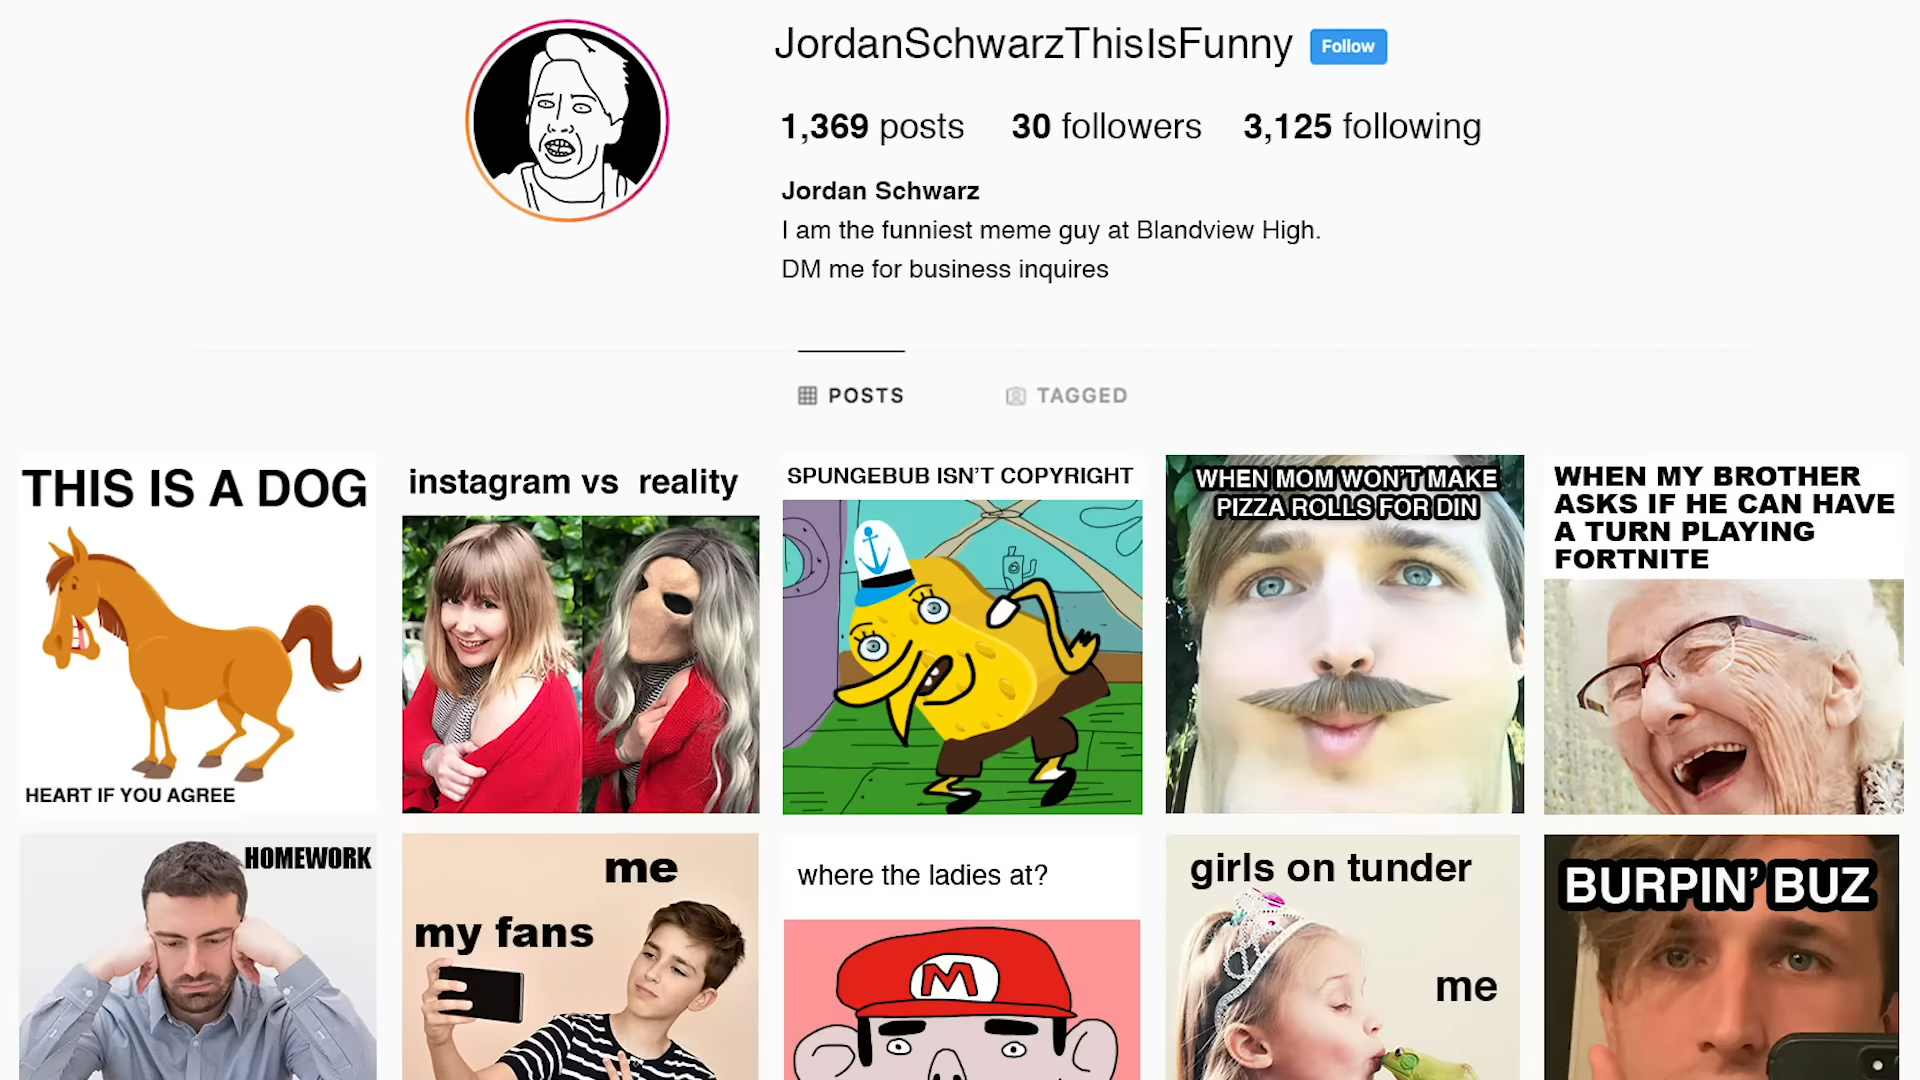 JordanSchwarzThisIsFunny
Follow
1,369 posts 30 followers 3,125 following
Jordan Schwarz
I am the funniest meme guy at Blandview High.
DM me for business inquires
POSTS
TAGGED
THIS IS A DOG
HEART IF YOU AGREE
instagram vs reality
SPUNGEBUB ISN'T COPYRIGHT
WHEN MOM WON'T MAKE
PIZZA ROLLS FOR DIN
WHEN MY BROTHER
ASKS IF HE CAN HAVE
A TURN PLAYING
FORTNITE
HOMEWORK
me
my fans
where the ladies at?
M
girls on tunder
me
BURPIN' BUZ